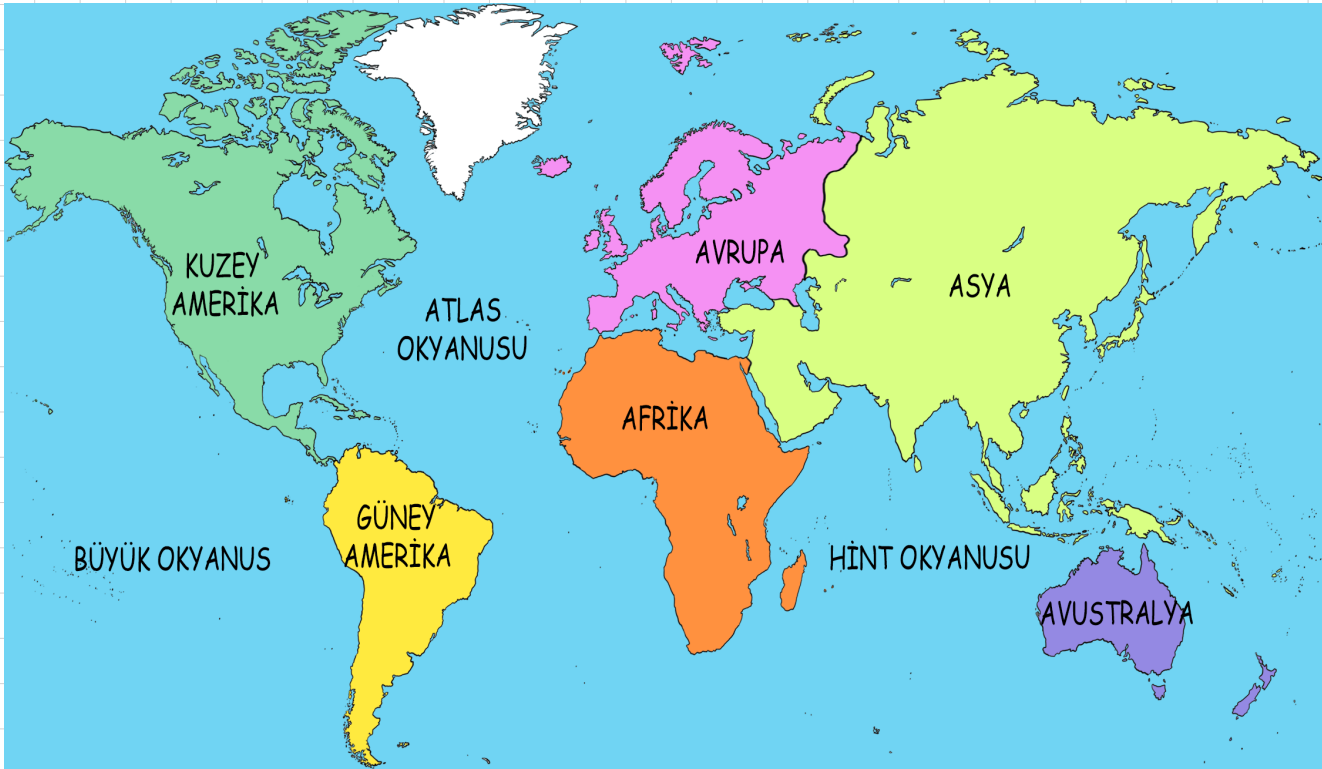 KUZEY
AMERİKA
AVRUPA
ASYA
ATLAS
OKYANUSU
AFRİKA
GÜNEY
AMERİKA
BÜYÜK OKYANUS
HİNT OKYANUSU
AVUSTRALYA